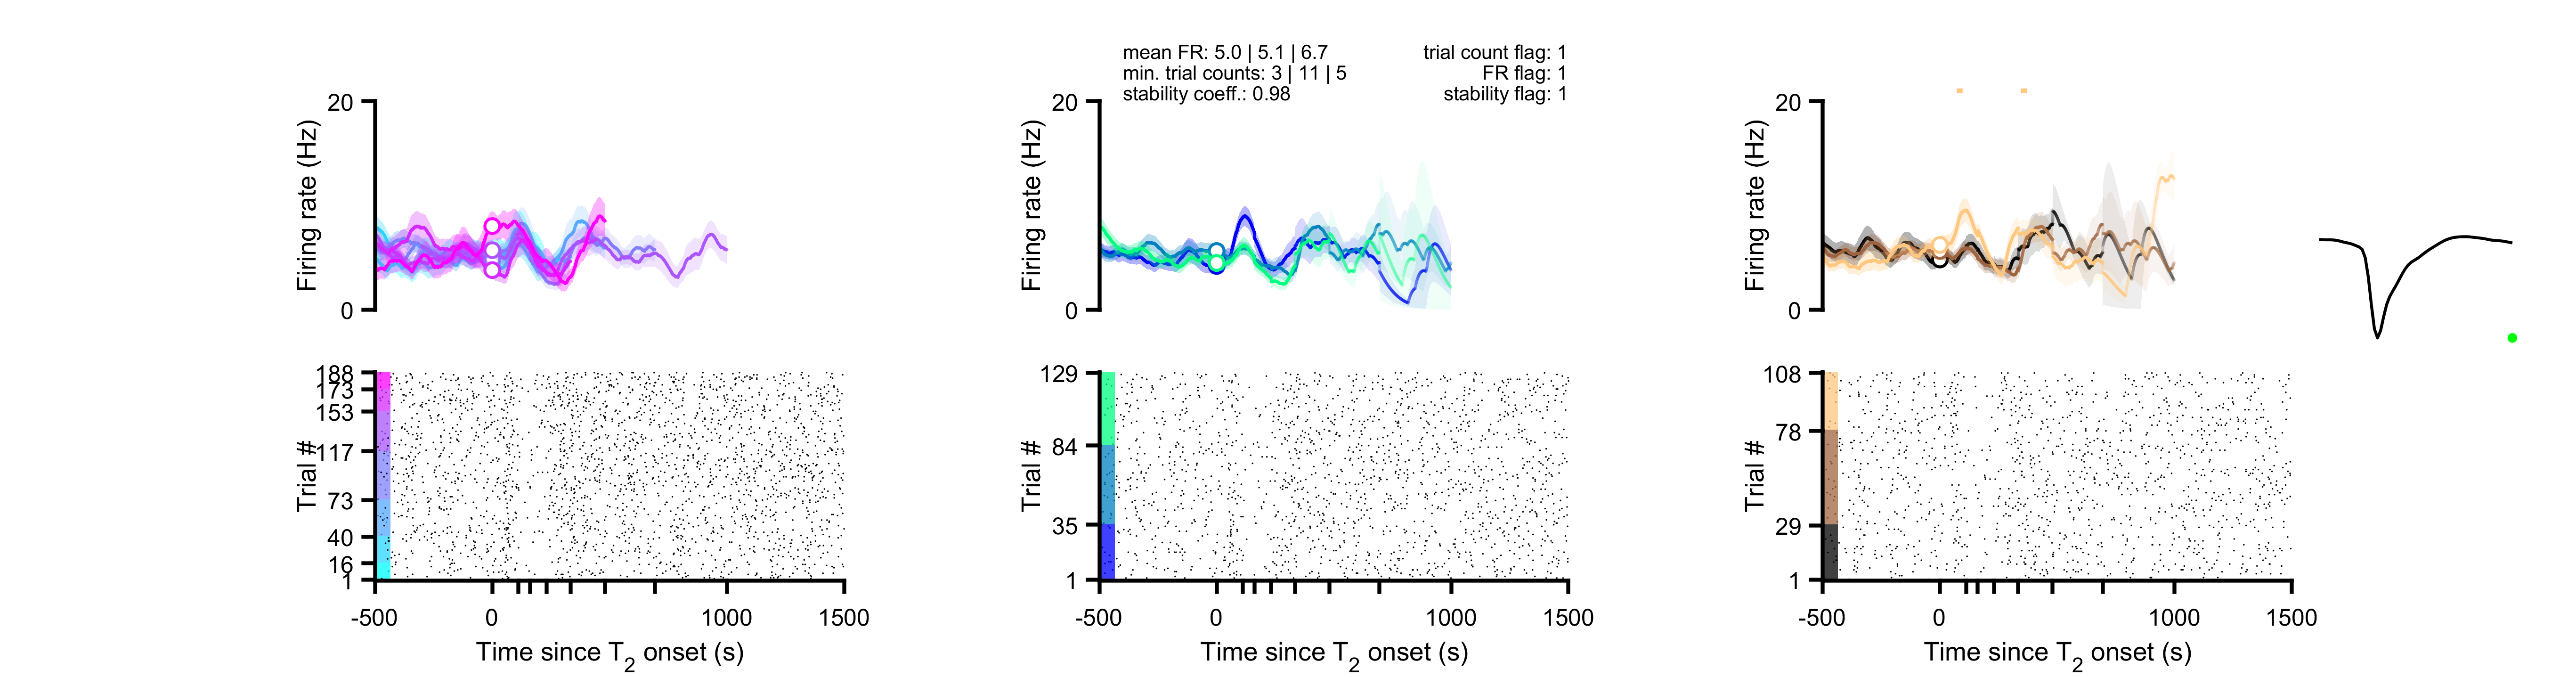 mean FR: 5.0 | 5.1 | 6.7
min. trial counts: 3 | 11 | 5
stability coeff.: 0.98
trial count flag: 1
FR flag: 1
stability flag: 1
20
Firing rate (Hz)
0
188
173
153
117
73
40
16
1
Trial #
-500 0 1000 1500
Time since T2 onset (s)
20
Firing rate (Hz)
0
129
84
35
1
Trial #
-500 0 1000 1500
Time since T2 onset (s)
20
Firing rate (Hz)
0
108
78
29
1
Trial #
-500 0 1000 1500
Time since T2 onset (s)